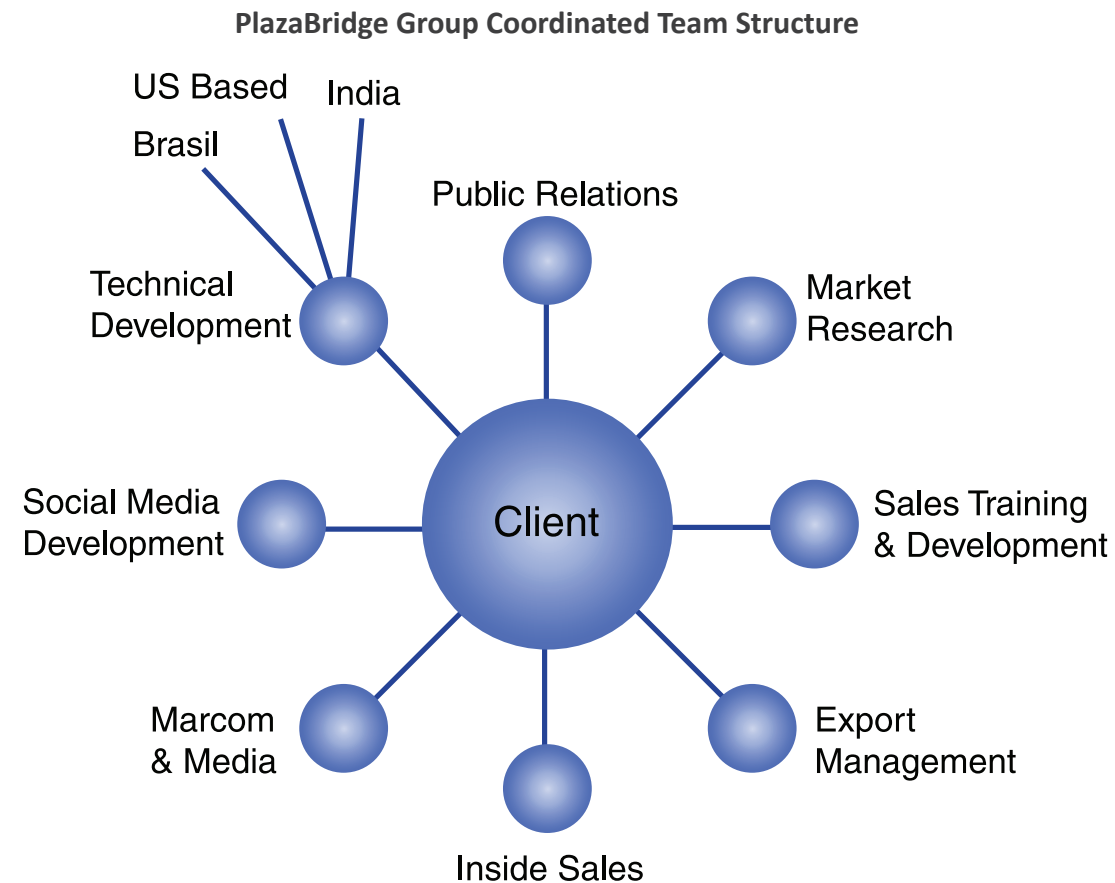 PlazaBridge Group Coordinated Team Structure
US Based
India
Brasil
Public Relations
Technical
Development
Market
Research
Social Media
Development
Client
Sales Training
& Development
Marcom
& Media
Export
Management
Inside Sales